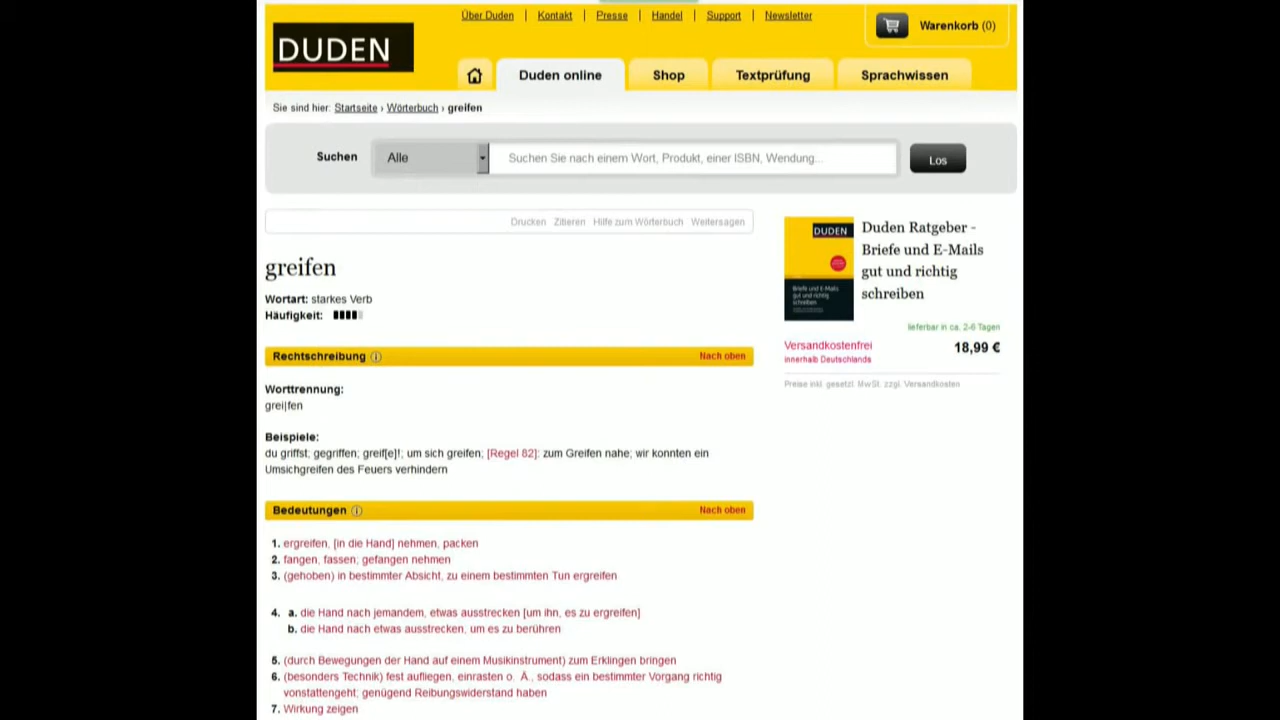 Über Duden | Kontakt | Presse | Handel | Support | Newsletter
Warenkorb (0)
DUDEN
Duden online
Shop
Textprüfung
Sprachwissen
Sie sind hier: Startseite › Wörterbuch › greifen
Suchen
Alle
Suchen Sie nach einem Wort, Produkt, einer ISBN, Wendung...
Los
Drucken Zitieren Hilfe zum Wörterbuch Weitersagen
greifen
Wortart: starkes Verb
Häufigkeit:
Rechtschreibung
Nach oben
Worttrennung:
grei|fen
Beispiele:
du griffst; gegriffen; greif[e]!; um sich greifen; [Regel 82]: zum Greifen nahe; wir konnten ein
Umsichgreifen des Feuers verhindern
Bedeutungen
Nach oben
1. ergreifen, [in die Hand] nehmen, packen
2. fangen, fassen; gefangen nehmen
3. (gehoben) in bestimmter Absicht, zu einem bestimmten Tun ergreifen
4. a. die Hand nach jemandem, etwas ausstrecken [um ihn, es zu ergreifen]
b. die Hand nach etwas ausstrecken, um es zu berühren
5. (durch Bewegungen der Hand auf einem Musikinstrument) zum Erklingen bringen
6. (besonders Technik) fest aufliegen, einrasten o. Ä., sodass ein bestimmter Vorgang richtig
vonstattengeht; genügend Reibungswiderstand haben
7. Wirkung zeigen
DUDEN
Briefe und E-Mails
gut und richtig
schreiben
Duden Ratgeber -
Briefe und E-Mails
gut und richtig
schreiben
lieferbar in ca. 2-6 Tagen
Versandkostenfrei
innerhalb Deutschlands
18,99 €
Preise inkl. gesetzl. MwSt. zzgl. Versandkosten